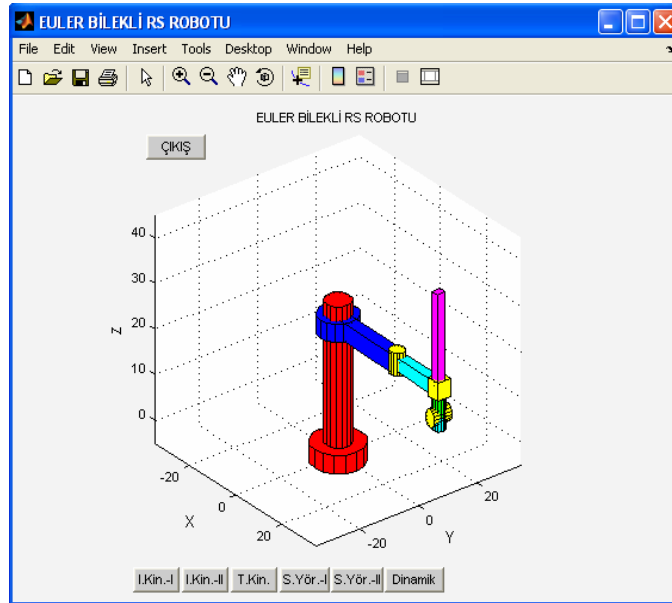 EULER BİLEKLİ RS ROBOTU
File Edit View Insert Tools Desktop Window Help
EULER BİLEKLİ RS ROBOTU
ÇIKIŞ
40
30
20
10
0
Z
-20
0
20
X
-20
0
20
Y
I.Kin.-I I.Kin.-II T.Kin. S.Yör.-I S.Yör.-II Dinamik